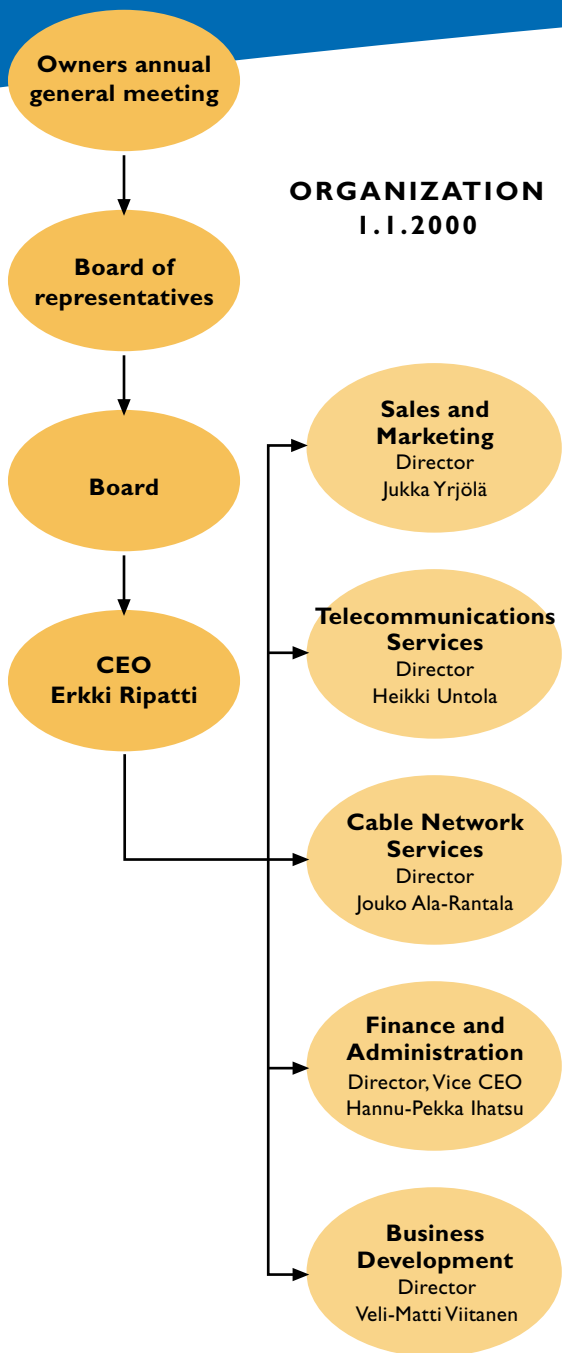 Owners annual
general meeting
ORGANIZATION
1.1.2000
Board of
representatives
Board
CEO
Erkki Ripatti
Sales and
Marketing
Director
Jukka Yrjölä
Telecommunications
Services
Director
Heikki Untola
Cable Network
Services
Director
Jouko Ala-Rantala
Finance and
Administration
Director, Vice CEO
Hannu-Pekka Ihatsu
Business
Development
Director
Veli-Matti Viitanen